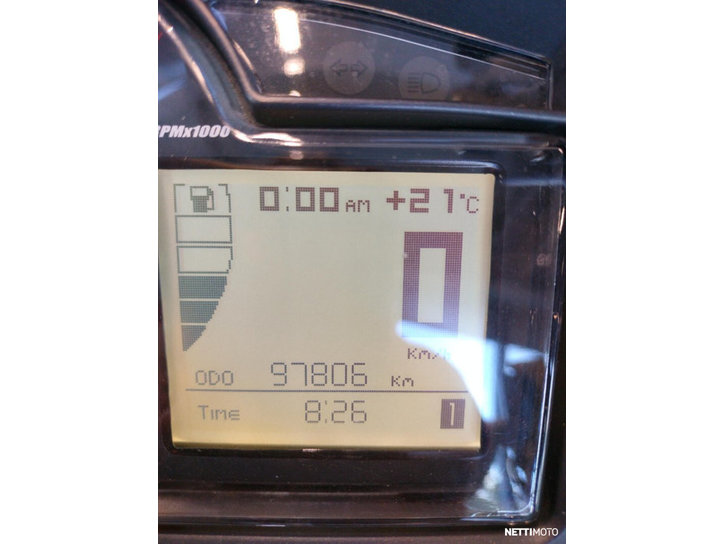 RPMx1000
0:00 AM +21°C
0
Km/h
ODO 97806 Km
Time 8:26 1
NETTIMOTO